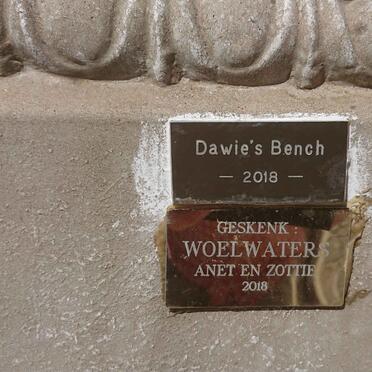 Dawie's Bench
— 2018 —
GESKENK :
WOELWATERS
ANET EN ZOTTIE
2018